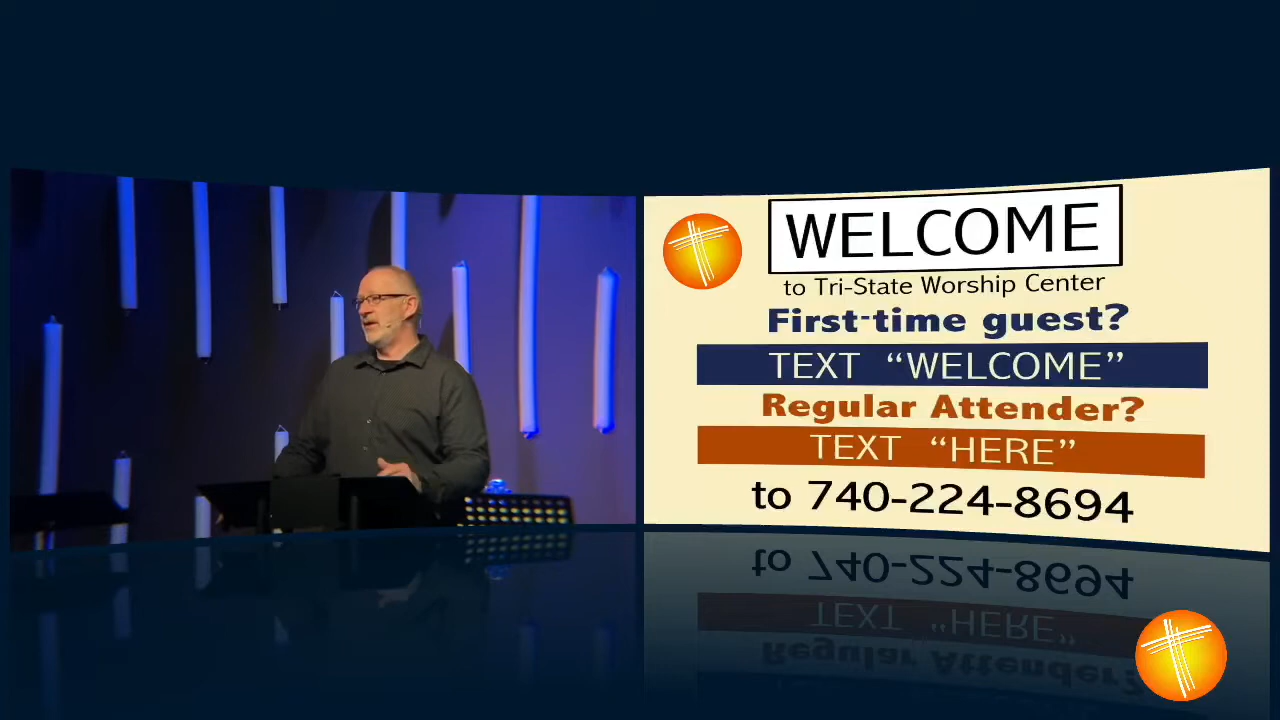 WELCOME
to Tri-State Worship Center
First-time guest?
TEXT “WELCOME”
Regular Attender?
TEXT “HERE”
to 740-224-8694